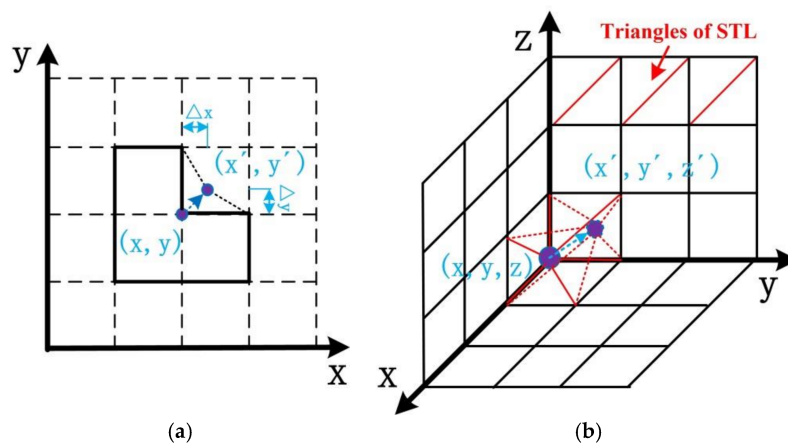 y
△x
(x′, y′)
△y
(x, y)
x
(a)
z
Triangles of STL
(x′, y′, z′)
(x, y, z)
y
x
(b)